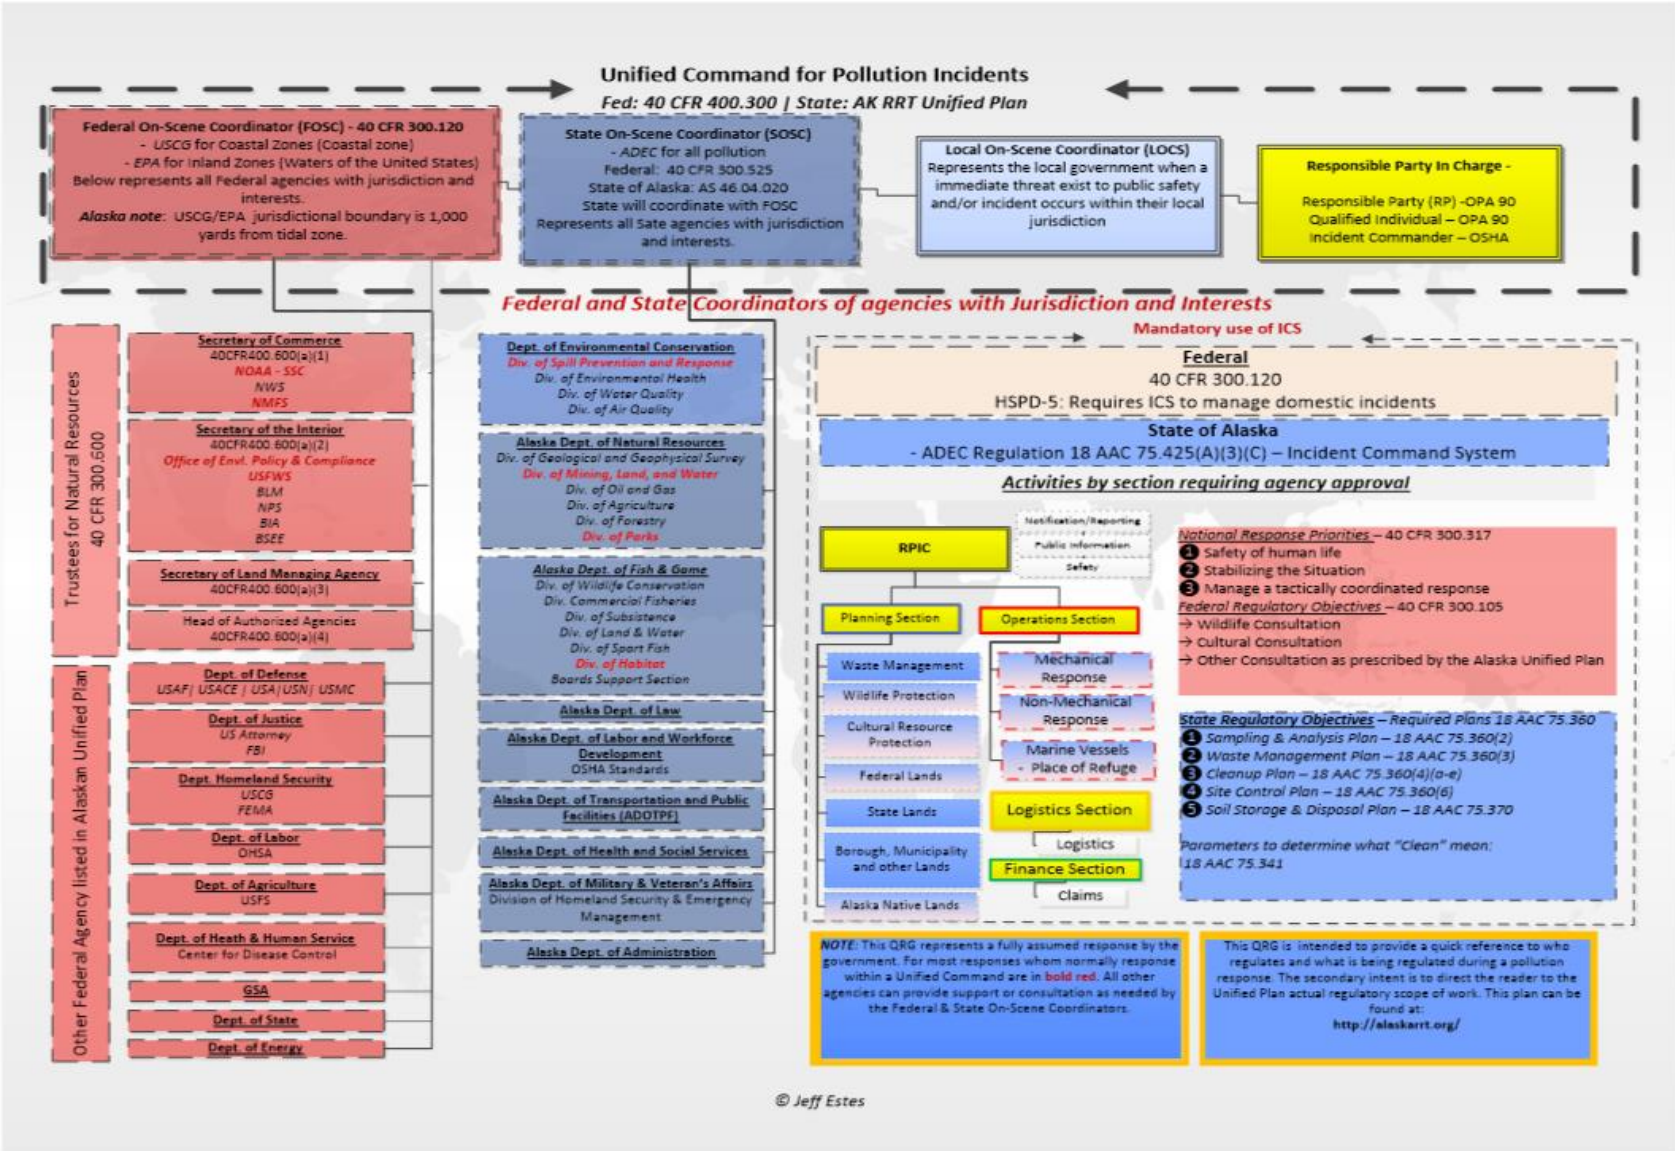 Unified Command for Pollution Incidents
Fed: 40 CFR 400.300 | State: AK RRT Unified Plan
Federal On-Scene Coordinator (FOSC) - 40 CFR 300.120
- USCG for Coastal Zones (Coastal zone)
- EPA for Inland Zones (Waters of the United States)
Below represents all Federal agencies with jurisdiction and
interests.
Alaska note: USCG/EPA jurisdictional boundary is 1,000
yards from tidal zone.
State On-Scene Coordinator (SOSC)
- ADEC for all pollution
Federal: 40 CFR 300.525
State of Alaska: AS 46.04.020
State will coordinate with FOSC
Represents all Sate agencies with jurisdiction
and interests.
Local On-Scene Coordinator (LOCS)
Represents the local government when a
immediate threat exist to public safety
and/or incident occurs within their local
jurisdiction
Responsible Party In Charge -
Responsible Party (RP) -OPA 90
Qualified Individual – OPA 90
Incident Commander – OSHA
Federal and State Coordinators of agencies with Jurisdiction and Interests
Trustees for Natural Resources
40 CFR 300.600
Secretary of Commerce
40CFR400.600(a)(1)
NOAA - SSC
NWS
NMFS
Secretary of the Interior
40CFR400.600(a)(2)
Office of Envl. Policy & Compliance
USFWS
BLM
NPS
BIA
BSEE
Secretary of Land Managing Agency
40CFR400.600(a)(3)
Head of Authorized Agencies
40CFR400.600(a)(4)
Other Federal Agency listed in Alaskan Unified Plan
Dept. of Defense
USAF| USACE | USA|USN| USMC
Dept. of Justice
US Attorney
FBI
Dept. Homeland Security
USCG
FEMA
Dept. of Labor
OHSA
Dept. of Agriculture
USFS
Dept. of Heath & Human Service
Center for Disease Control
GSA
Dept. of State
Dept. of Energy
Dept. of Environmental Conservation
Div. of Spill Prevention and Response
Div. of Environmental Health
Div. of Water Quality
Div. of Air Quality
Alaska Dept. of Natural Resources
Div. of Geological and Geophysical Survey
Div. of Mining, Land, and Water
Div. of Oil and Gas
Div. of Agriculture
Div. of Forestry
Div. of Parks
Alaska Dept. of Fish & Game
Div. of Wildlife Conservation
Div. Commercial Fisheries
Div. of Subsistence
Div. of Land & Water
Div. of Sport Fish
Div. of Habitat
Boards Support Section
Alaska Dept. of Law
Alaska Dept. of Labor and Workforce
Development
OSHA Standards
Alaska Dept. of Transportation and Public
Facilities (ADOTPF)
Alaska Dept. of Health and Social Services
Alaska Dept. of Military & Veteran's Affairs
Division of Homeland Security & Emergency
Management
Alaska Dept. of Administration
Mandatory use of ICS
Federal
40 CFR 300.120
HSPD-5: Requires ICS to manage domestic incidents
State of Alaska
- ADEC Regulation 18 AAC 75.425(A)(3)(C) – Incident Command System
Activities by section requiring agency approval
RPIC
Notification/Reporting
Public Information
Safety
Planning Section
Operations Section
Waste Management
Wildlife Protection
Cultural Resource
Protection
Federal Lands
State Lands
Borough, Municipality
and other Lands
Alaska Native Lands
Mechanical
Response
Non-Mechanical
Response
Marine Vessels
- Place of Refuge
Logistics Section
Logistics
Finance Section
Claims
National Response Priorities – 40 CFR 300.317
1 Safety of human life
2 Stabilizing the Situation
3 Manage a tactically coordinated response
Federal Regulatory Objectives – 40 CFR 300.105
→ Wildlife Consultation
→ Cultural Consultation
→ Other Consultation as prescribed by the Alaska Unified Plan
State Regulatory Objectives – Required Plans 18 AAC 75.360
1 Sampling & Analysis Plan – 18 AAC 75.360(2)
2 Waste Management Plan – 18 AAC 75.360(3)
3 Cleanup Plan – 18 AAC 75.360(4)(a-e)
4 Site Control Plan – 18 AAC 75.360(6)
5 Soil Storage & Disposal Plan – 18 AAC 75.370
Parameters to determine what "Clean" mean:
18 AAC 75.341
NOTE: This QRG represents a fully assumed response by the
government. For most responses whom normally response
within a Unified Command are in bold red. All other
agencies can provide support or consultation as needed by
the Federal & State On-Scene Coordinators.
This QRG is intended to provide a quick reference to who
regulates and what is being regulated during a pollution
response. The secondary intent is to direct the reader to the
Unified Plan actual regulatory scope of work. This plan can be
found at:
http://alaskarrt.org/
© Jeff Estes